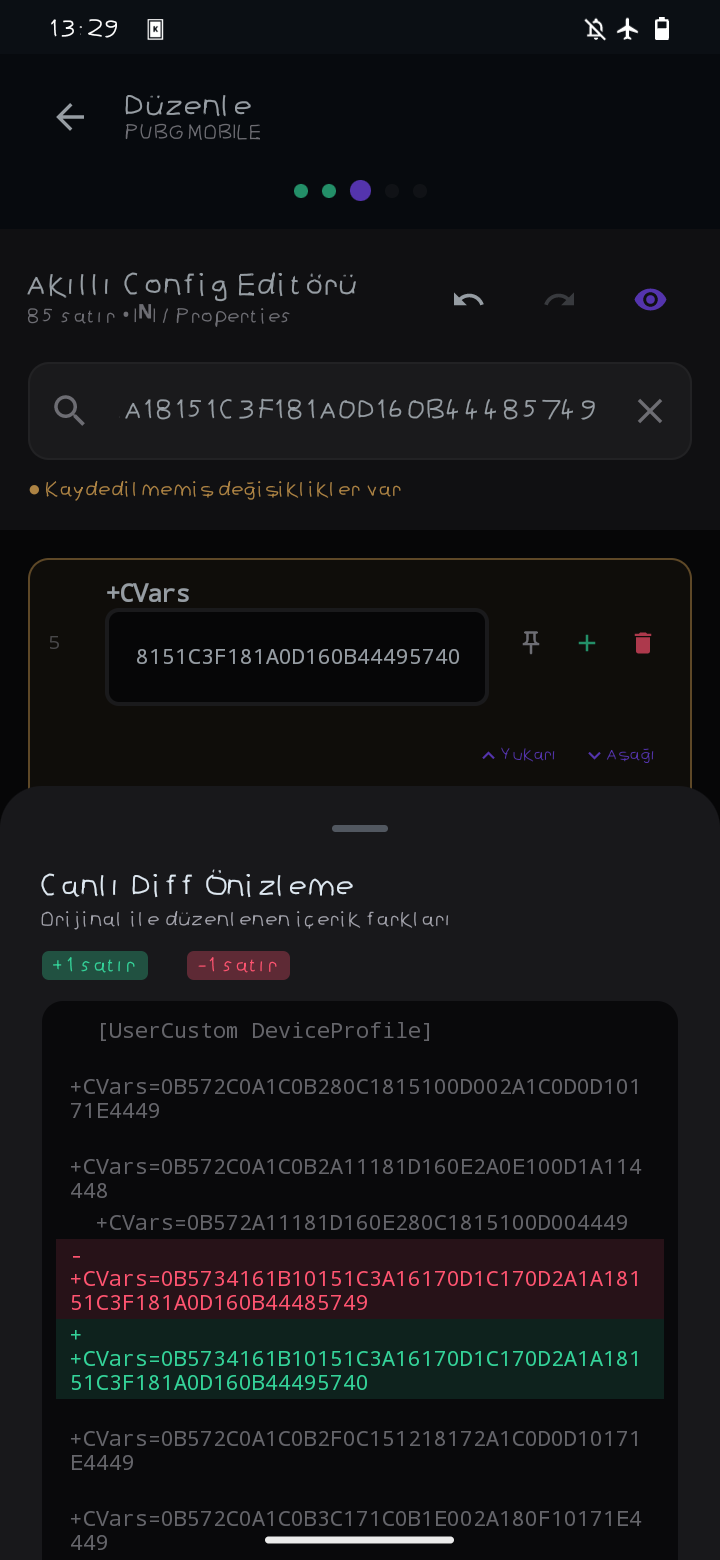 13:29
Düzenle
PUBG MOBILE
Akıllı Config Editörü
85 satır • INI / Properties
A18151C3F181A0D160B44485749
Kaydedilmemiş değişiklikler var
+CVars
5
8151C3F181A0D160B44495740
Yukarı
Aşağı
Canlı Diff Önizleme
Orijinal ile düzenlenen içerik farkları
+1 satır
-1 satır
[UserCustom DeviceProfile]
+CVars=0B572C0A1C0B280C1815100D002A1C0D0D101
71E4449
+CVars=0B572C0A1C0B2A11181D160E2A0E100D1A114
448
+CVars=0B572A11181D160E280C1815100D004449
-
+CVars=0B5734161B10151C3A16170D1C170D2A1A181
51C3F181A0D160B44485749
+
+CVars=0B5734161B10151C3A16170D1C170D2A1A181
51C3F181A0D160B44495740
+CVars=0B572C0A1C0B2F0C151218172A1C0D0D10171
E4449
+CVars=0B572C0A1C0B3C171C0B1E002A180F10171E4
449